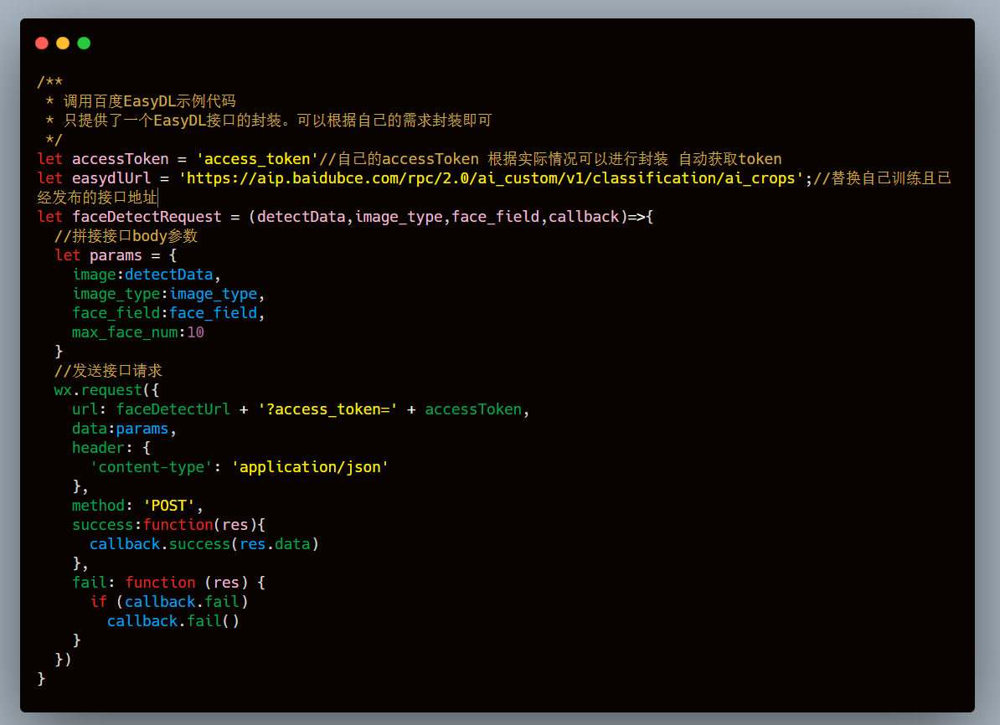 /**
 * 调用百度EasyDL示例代码
 * 只提供了一个EasyDL接口的封装。可以根据自己的需求封装即可
 */
let accessToken = 'access_token'//自己的accessToken 根据实际情况可以进行封装 自动获取token
let easydlUrl = 'https://aip.baidubce.com/rpc/2.0/ai_custom/v1/classification/ai_crops';//替换自己训练且已
经发布的接口地址
let faceDetectRequest = (detectData,image_type,face_field,callback)=>{
  //拼接接口body参数
  let params = {
    image:detectData,
    image_type:image_type,
    face_field:face_field,
    max_face_num:10
  }
  //发送接口请求
  wx.request({
    url: faceDetectUrl + '?access_token=' + accessToken,
    data:params,
    header: {
      'content-type': 'application/json'
    },
    method: 'POST',
    success:function(res){
      callback.success(res.data)
    },
    fail: function (res) {
      if (callback.fail)
        callback.fail()
    }
  })
}